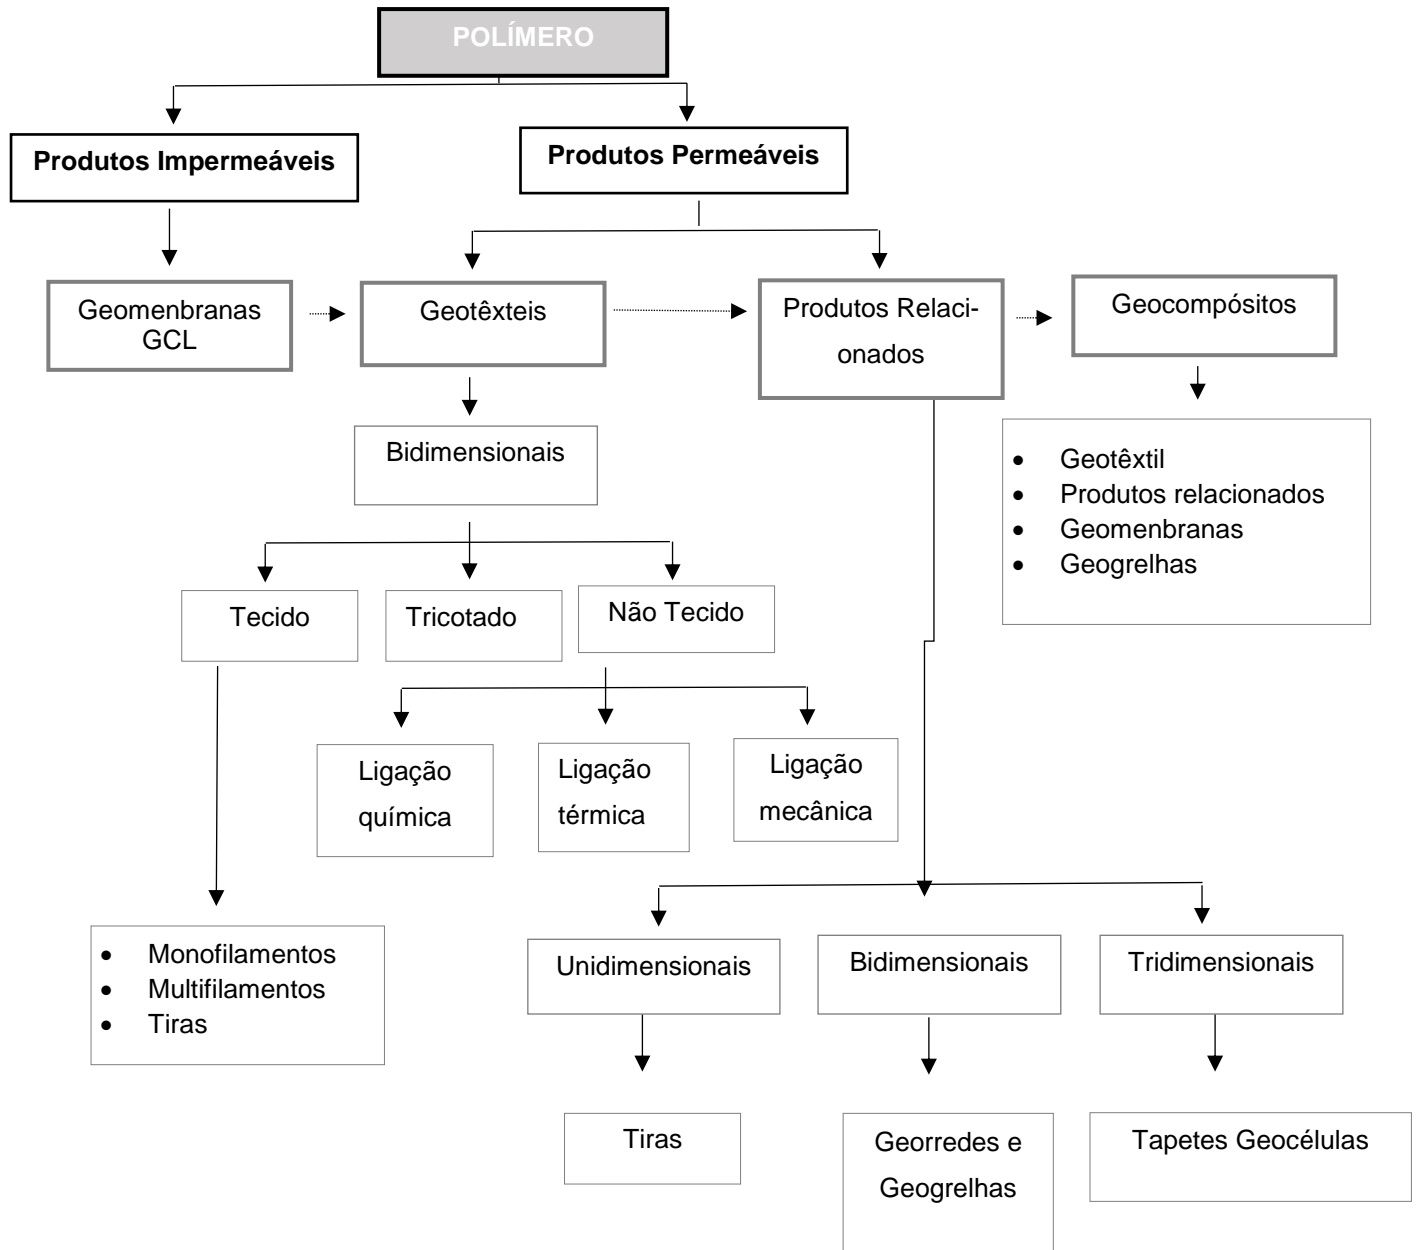 POLÍMERO
Produtos Impermeáveis
Produtos Permeáveis
Geomenbranas
GCL
Geotêxteis
Produtos Relaci-
onados
Geocompósitos
Bidimensionais
• Geotêxtil
• Produtos relacionados
• Geomenbranas
• Geogrelhas
Tecido
Tricotado
Não Tecido
Ligação
química
Ligação
térmica
Ligação
mecânica
• Monofilamentos
• Multifilamentos
• Tiras
Unidimensionais
Bidimensionais
Tridimensionais
Tiras
Georredes e
Geogrelhas
Tapetes Geocélulas